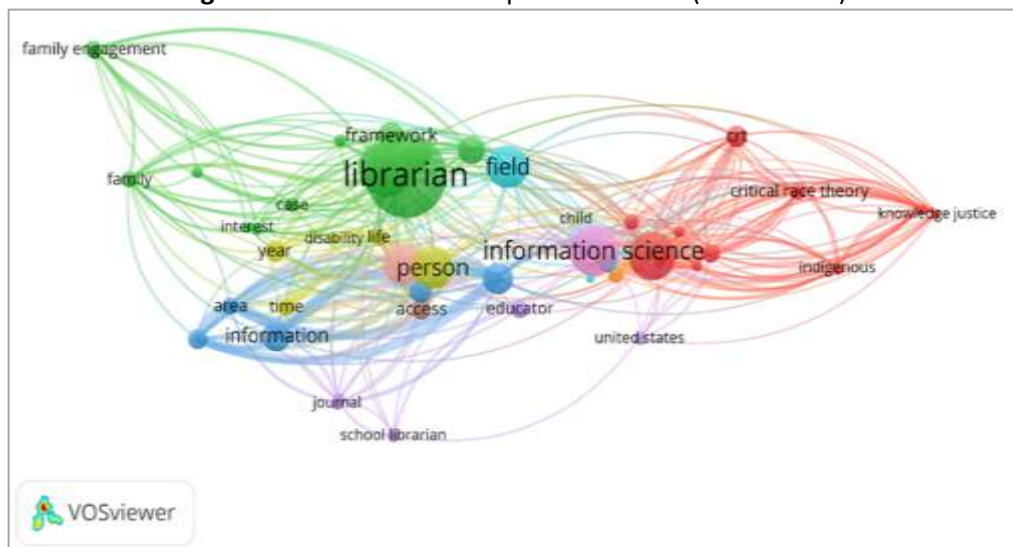 family engagement
framework
crt
librarian
field
family
critical race theory
case
knowledge justice
child
interest
disability life
year
information science
person
indigenous
area
time
access
educator
information
united states
journal
school librarian
VOSviewer